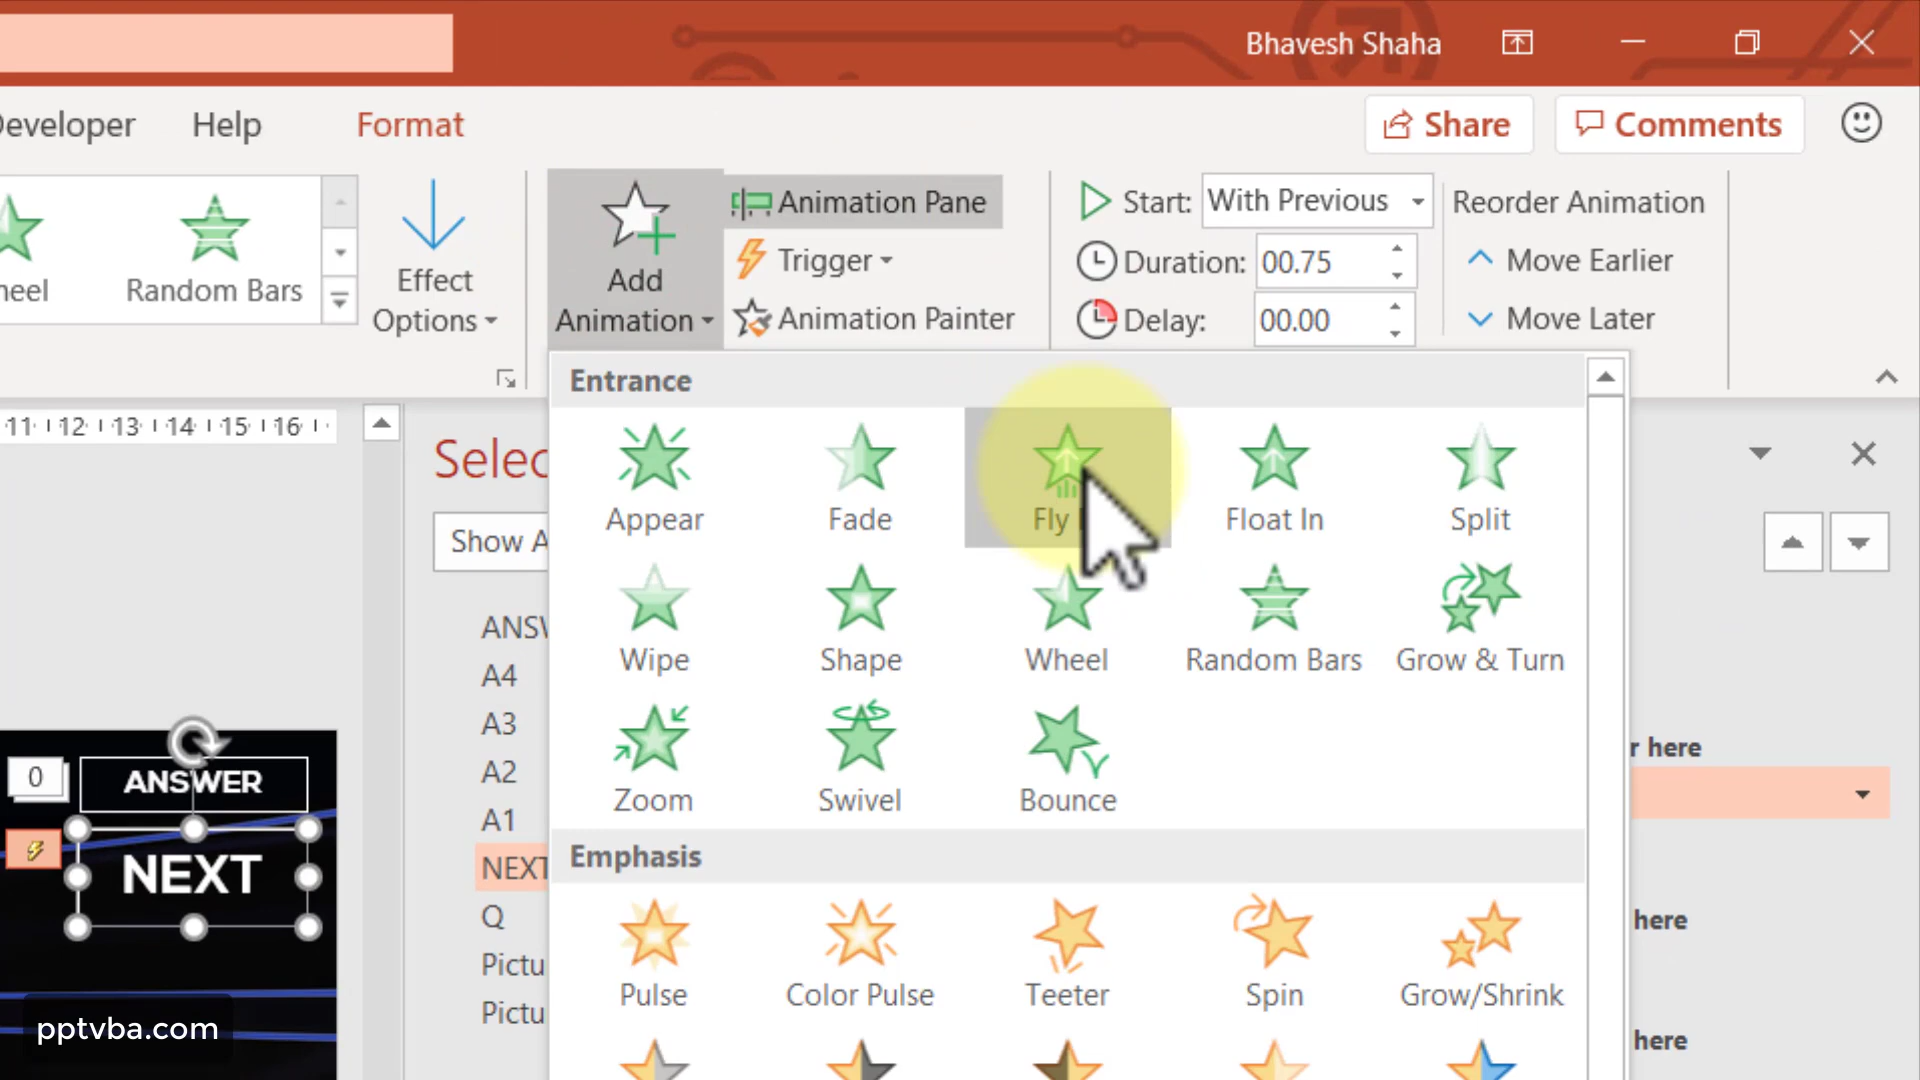 Bhavesh Shaha
Developer Help Format
Share Comments
Wheel
Random Bars
Effect
Options
Add
Animation
Animation Pane
Trigger
Animation Painter
Start: With Previous
Duration: 00.75
Delay: 00.00
Reorder Animation
Move Earlier
Move Later
11 12 13 14 15 16
Selec
Show A
ANSW
A4
A3
A2
A1
NEXT
Q
Pictu
Pictu
Entrance
Appear Fade Fly Float In Split
Wipe Shape Wheel Random Bars Grow & Turn
Zoom Swivel Bounce
Emphasis
Pulse Color Pulse Teeter Spin Grow/Shrink
r here
here
here
0
ANSWER
NEXT
pptvba.com